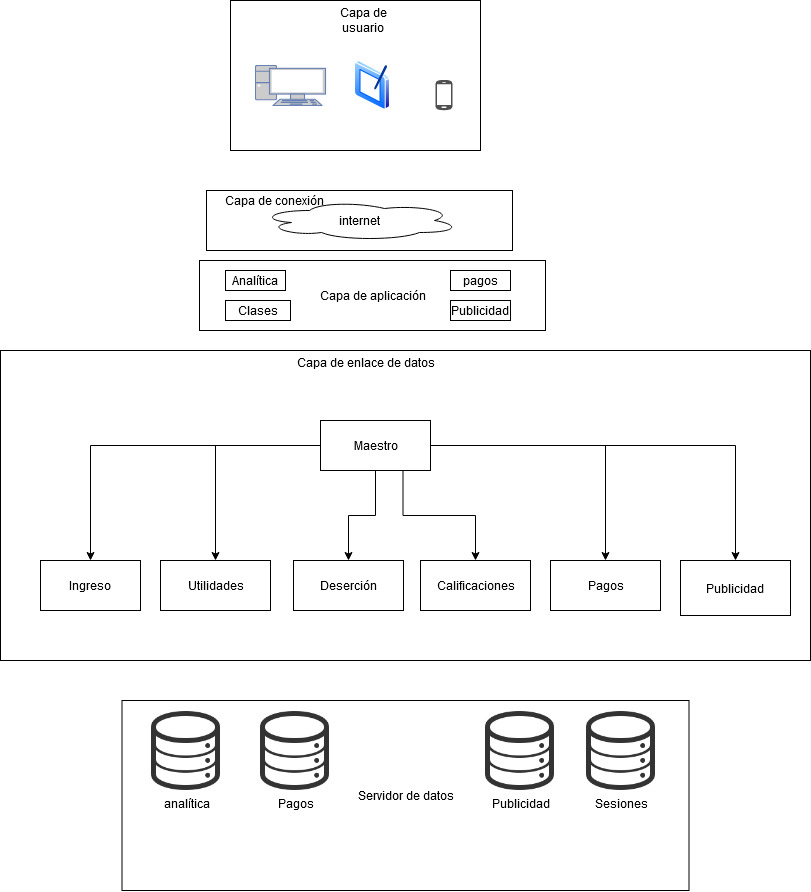 Capa de
usuario
Capa de conexión
internet
Analítica
pagos
Capa de aplicación
Clases
Publicidad
Capa de enlace de datos
Maestro
Ingreso
Utilidades
Deserción
Calificaciones
Pagos
Publicidad
Servidor de datos
analítica
Pagos
Publicidad
Sesiones